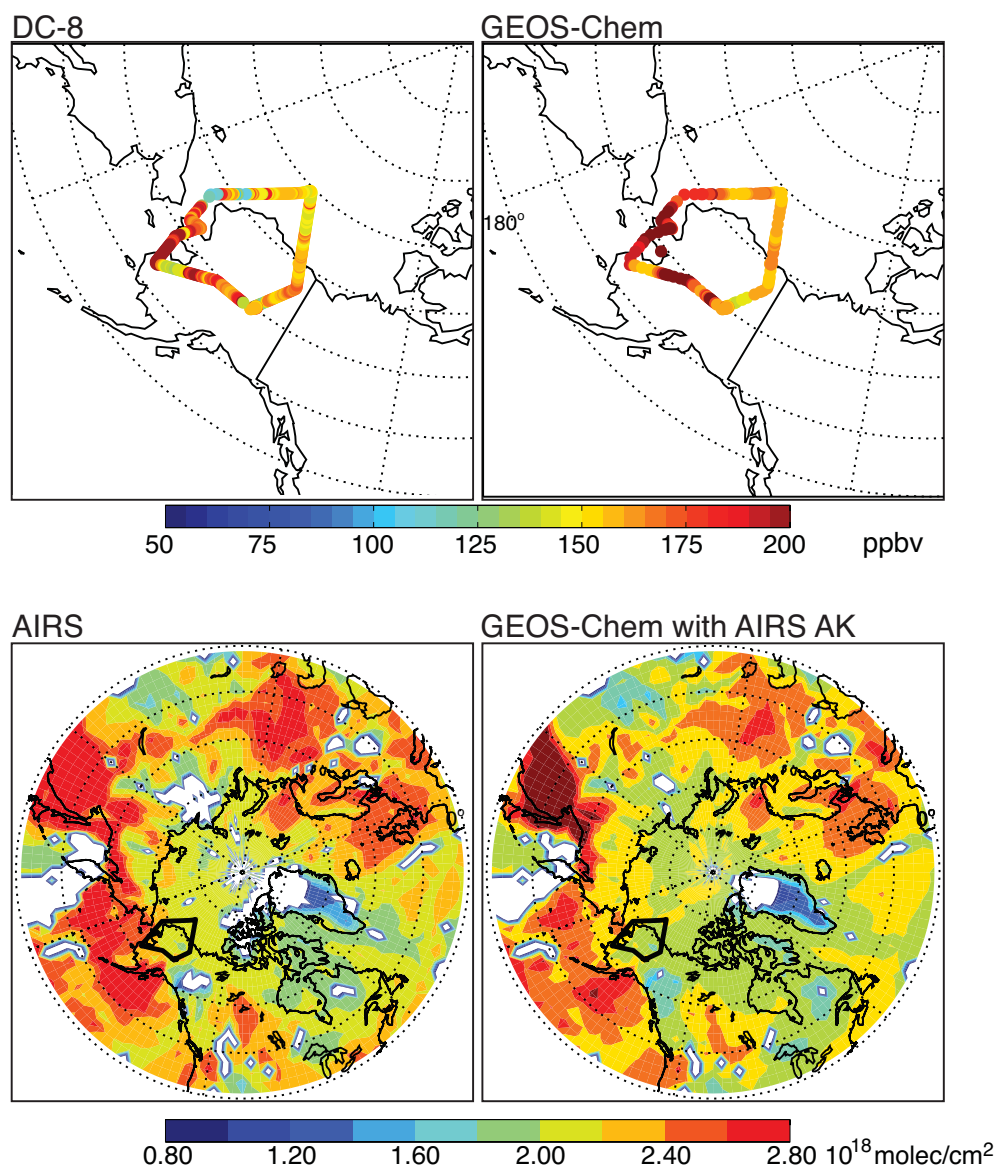 DC-8 GEOS-Chem
180°
50 75 100 125 150 175 200 ppbv
AIRS GEOS-Chem with AIRS AK
0.80 1.20 1.60 2.00 2.40 2.80 10¹⁸molec/cm²